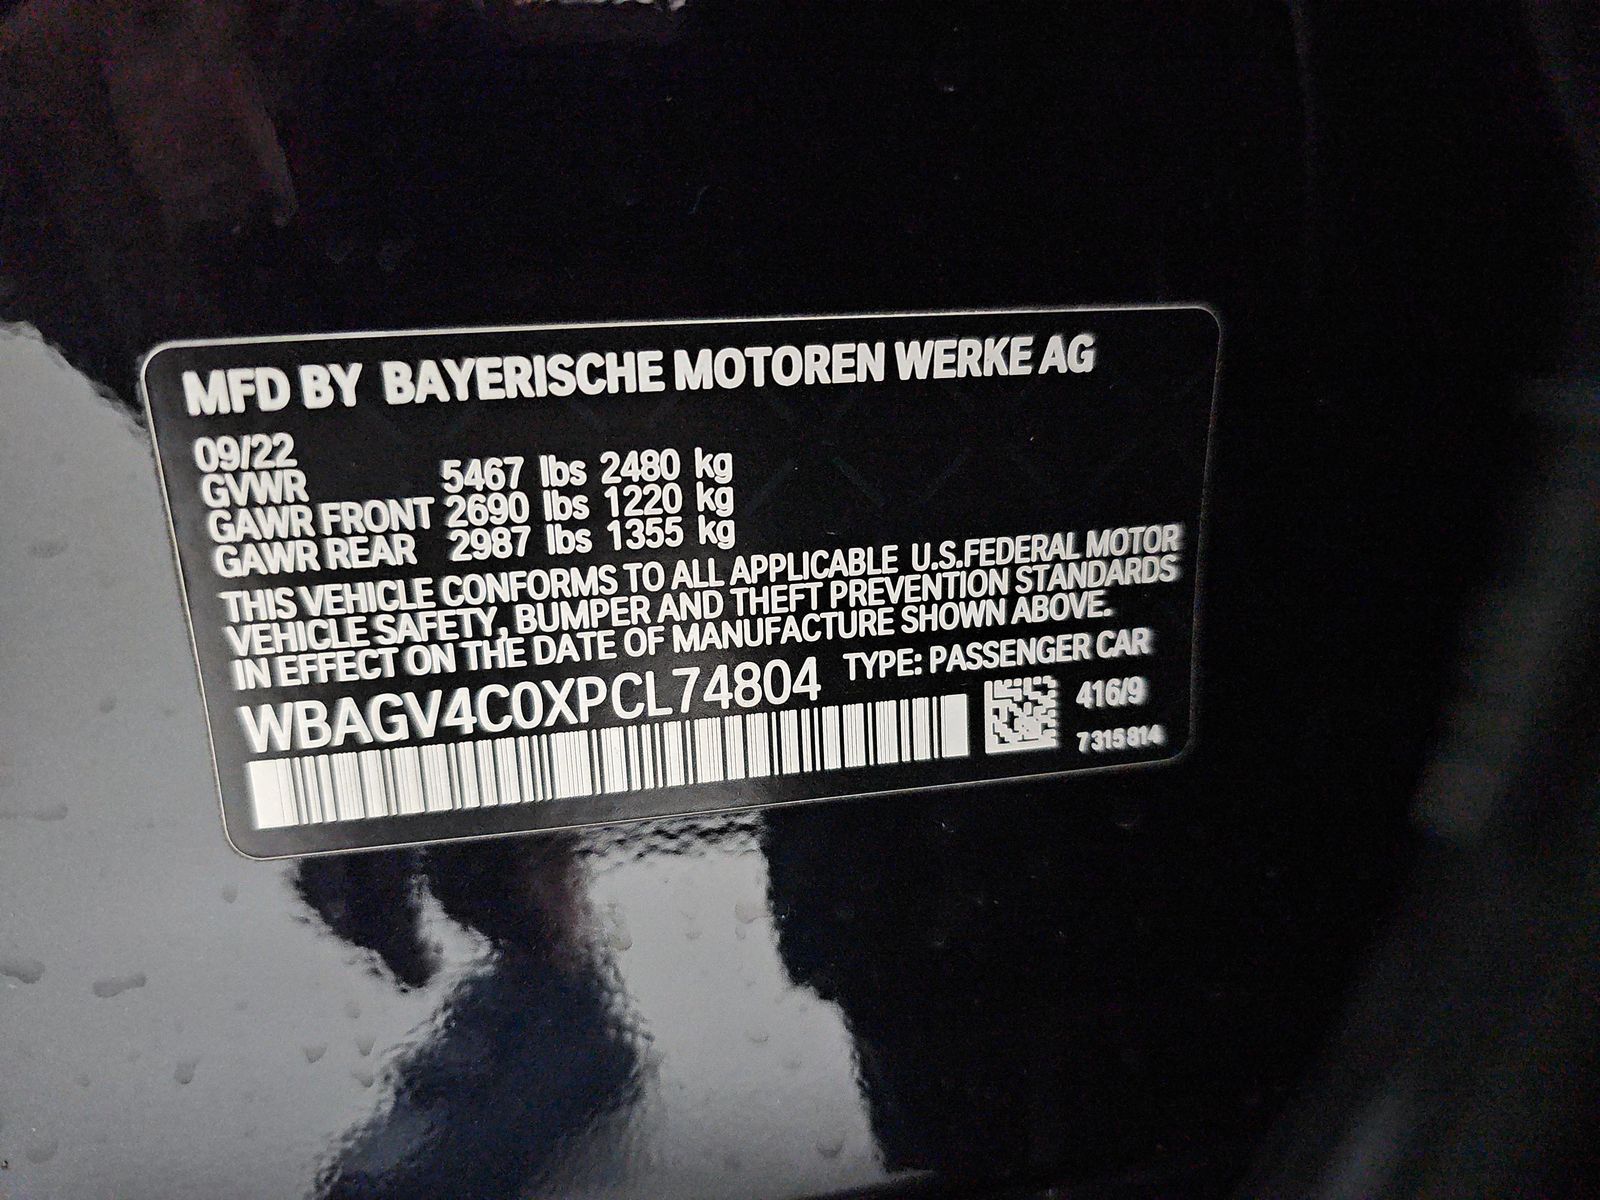 MFD BY BAYERISCHE MOTOREN WERKE AG
09/22
GVWR 5467 lbs 2480 kg
GAWR FRONT 2690 lbs 1220 kg
GAWR REAR 2987 lbs 1355 kg
THIS VEHICLE CONFORMS TO ALL APPLICABLE U.S.FEDERAL MOTOR
VEHICLE SAFETY, BUMPER AND THEFT PREVENTION STANDARDS
IN EFFECT ON THE DATE OF MANUFACTURE SHOWN ABOVE.
WBAGV4C0XPCL74804 TYPE: PASSENGER CAR
416/9
7315814